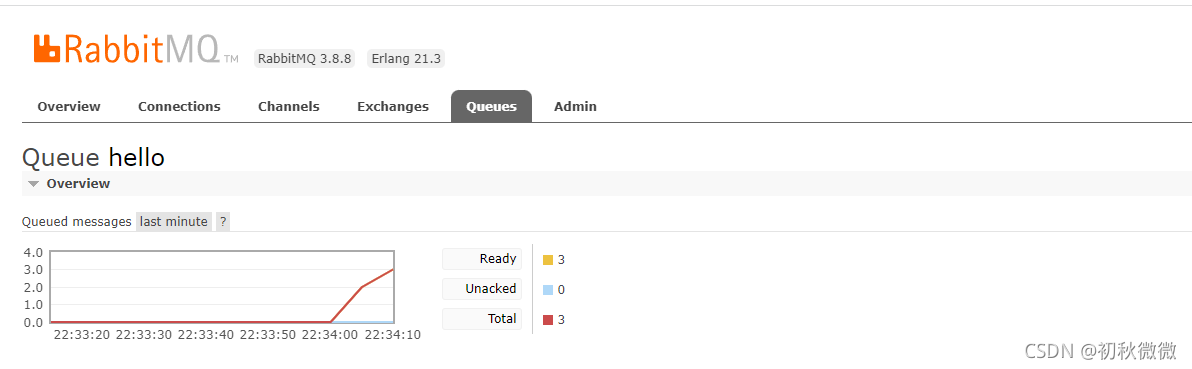 RabbitMQ TM RabbitMQ 3.8.8 Erlang 21.3
Overview Connections Channels Exchanges Queues Admin
Queue hello
Overview
Queued messages last minute ?
4.0
3.0
2.0
1.0
0.0
22:33:20 22:33:30 22:33:40 22:33:50 22:34:00 22:34:10
Ready 3
Unacked 0
Total 3
CSDN @初秋微微